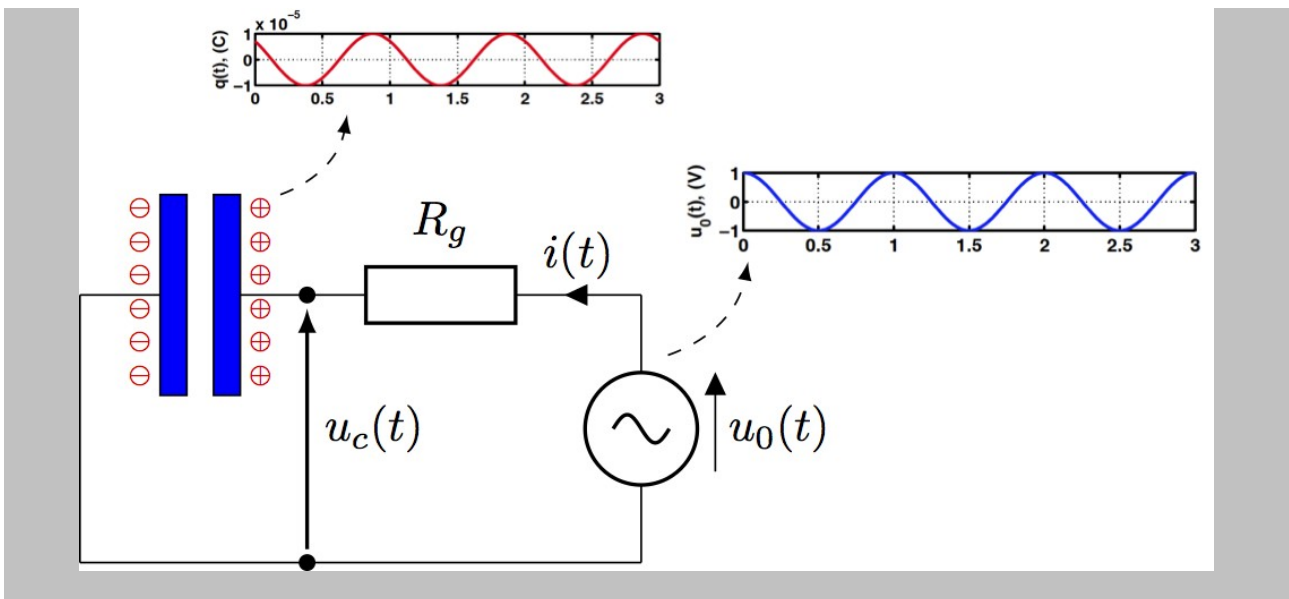 x 10⁻⁵
q(t), (C)
1
0
−1
0 0.5 1 1.5 2 2.5 3
u₀(t), (V)
1
0
−1
0 0.5 1 1.5 2 2.5 3
R_g
i(t)
u_c(t)
u₀(t)